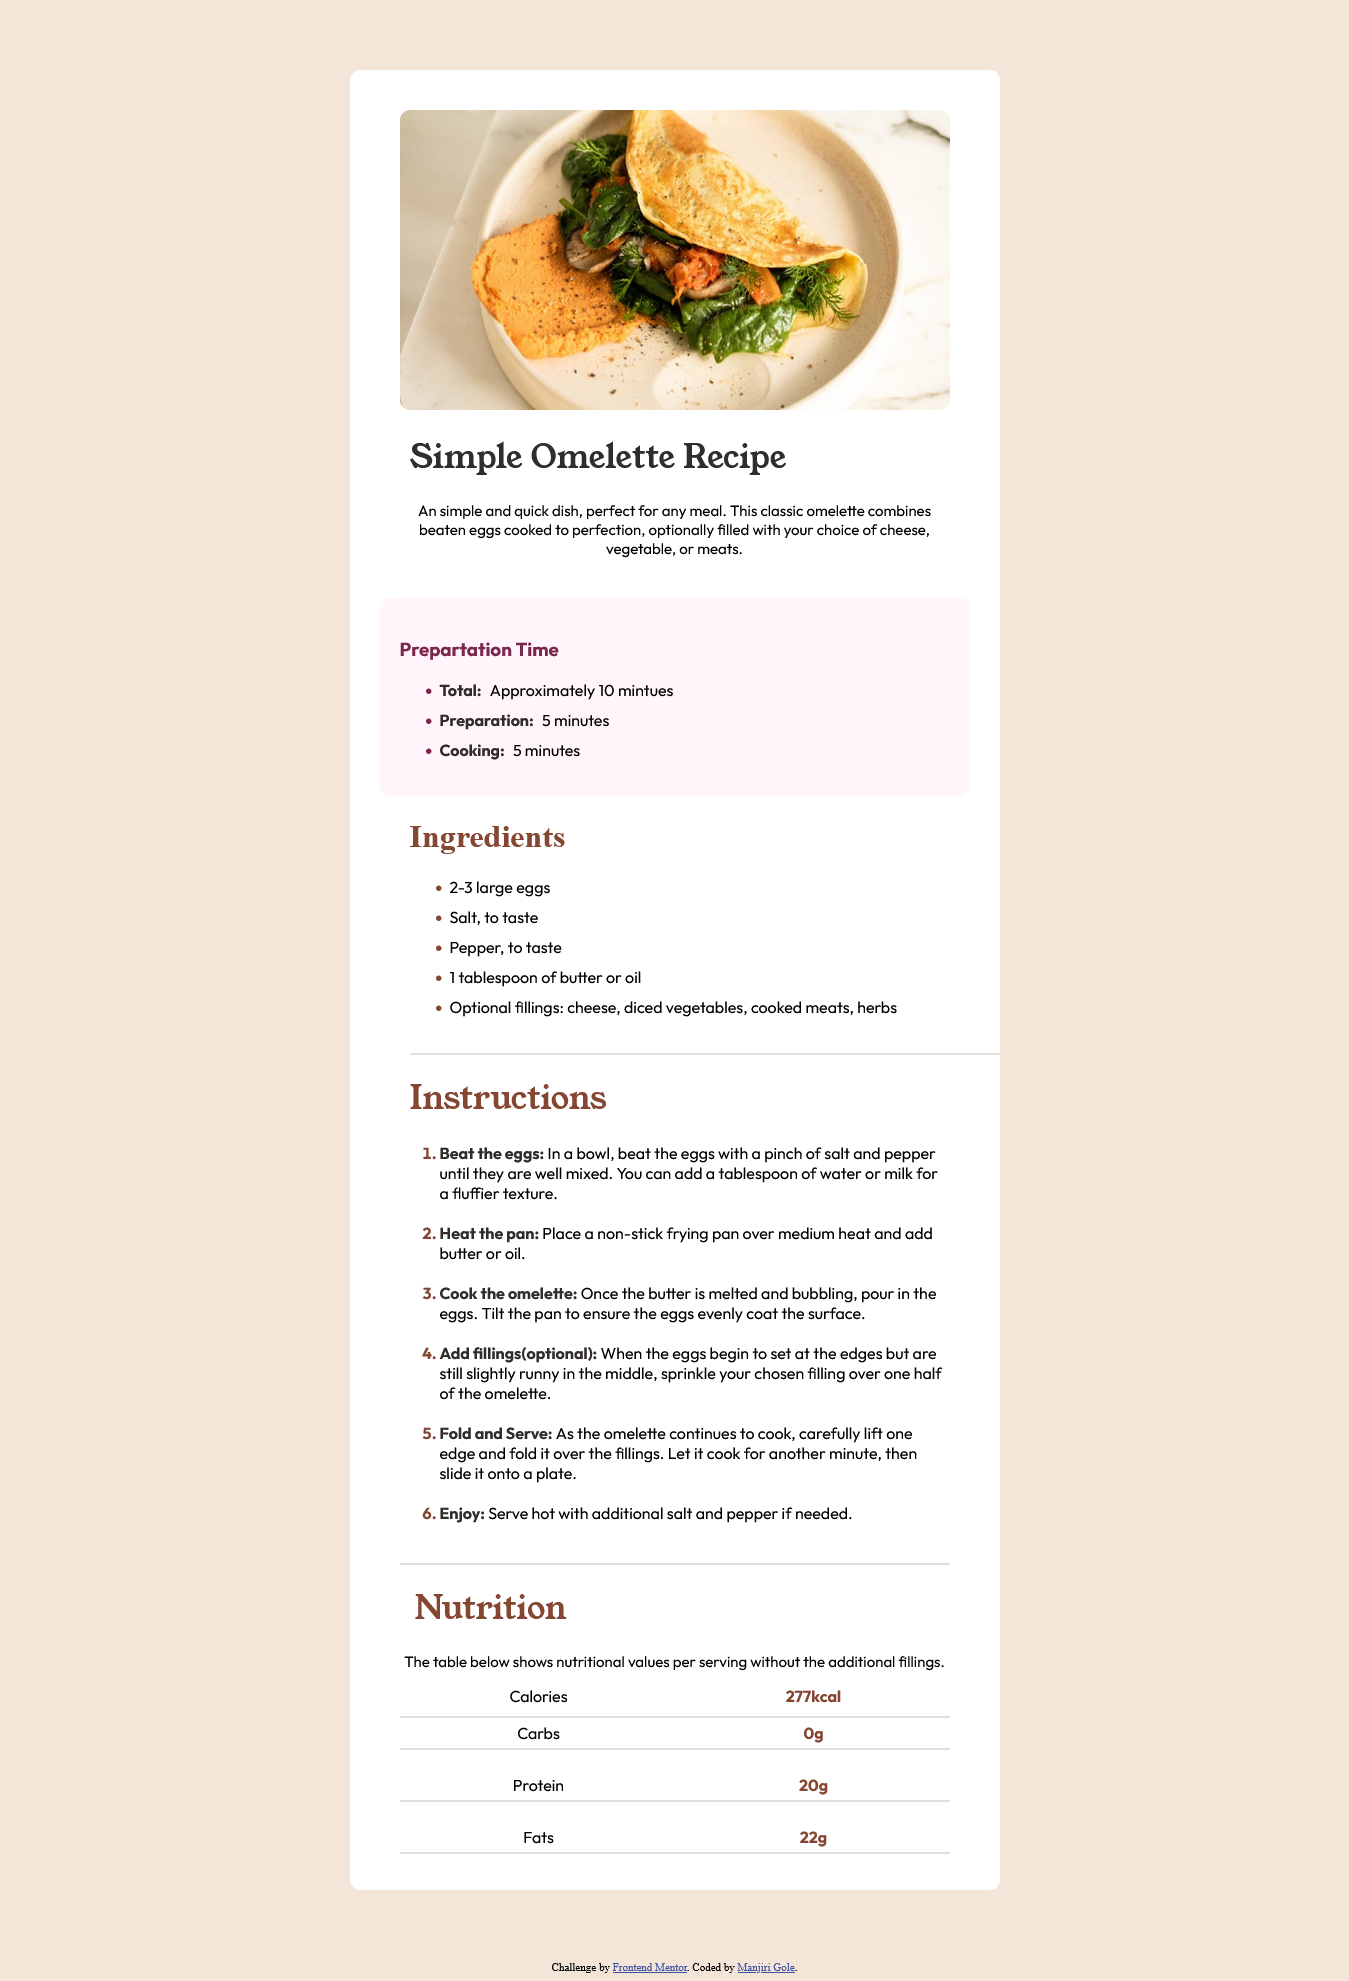 Simple Omelette Recipe
An simple and quick dish, perfect for any meal. This classic omelette combines
beaten eggs cooked to perfection, optionally filled with your choice of cheese,
vegetable, or meats.
Prepartation Time
• Total: Approximately 10 mintues
• Preparation: 5 minutes
• Cooking: 5 minutes
Ingredients
• 2-3 large eggs
• Salt, to taste
• Pepper, to taste
• 1 tablespoon of butter or oil
• Optional fillings: cheese, diced vegetables, cooked meats, herbs
Instructions
1. Beat the eggs: In a bowl, beat the eggs with a pinch of salt and pepper
until they are well mixed. You can add a tablespoon of water or milk for
a fluffier texture.
2. Heat the pan: Place a non-stick frying pan over medium heat and add
butter or oil.
3. Cook the omelette: Once the butter is melted and bubbling, pour in the
eggs. Tilt the pan to ensure the eggs evenly coat the surface.
4. Add fillings(optional): When the eggs begin to set at the edges but are
still slightly runny in the middle, sprinkle your chosen filling over one half
of the omelette.
5. Fold and Serve: As the omelette continues to cook, carefully lift one
edge and fold it over the fillings. Let it cook for another minute, then
slide it onto a plate.
6. Enjoy: Serve hot with additional salt and pepper if needed.
Nutrition
The table below shows nutritional values per serving without the additional fillings.
Calories 277kcal
Carbs 0g
Protein 20g
Fats 22g
Challenge by Frontend Mentor. Coded by Manjiri Gole.